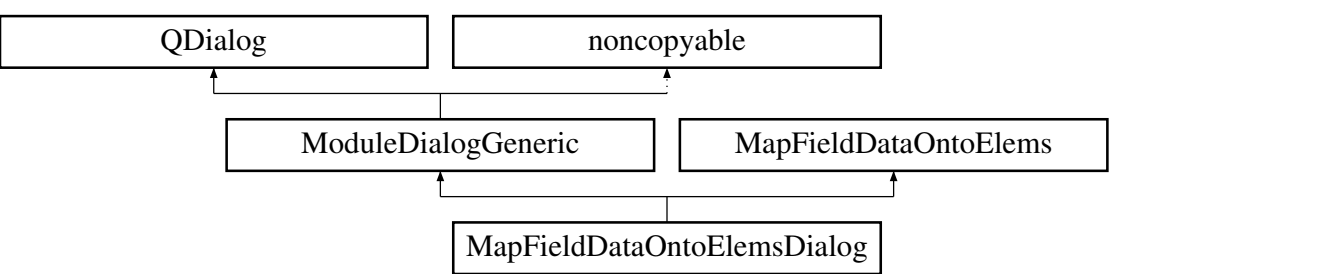 QDialog
noncopyable
ModuleDialogGeneric
MapFieldDataOntoElems
MapFieldDataOntoElemsDialog